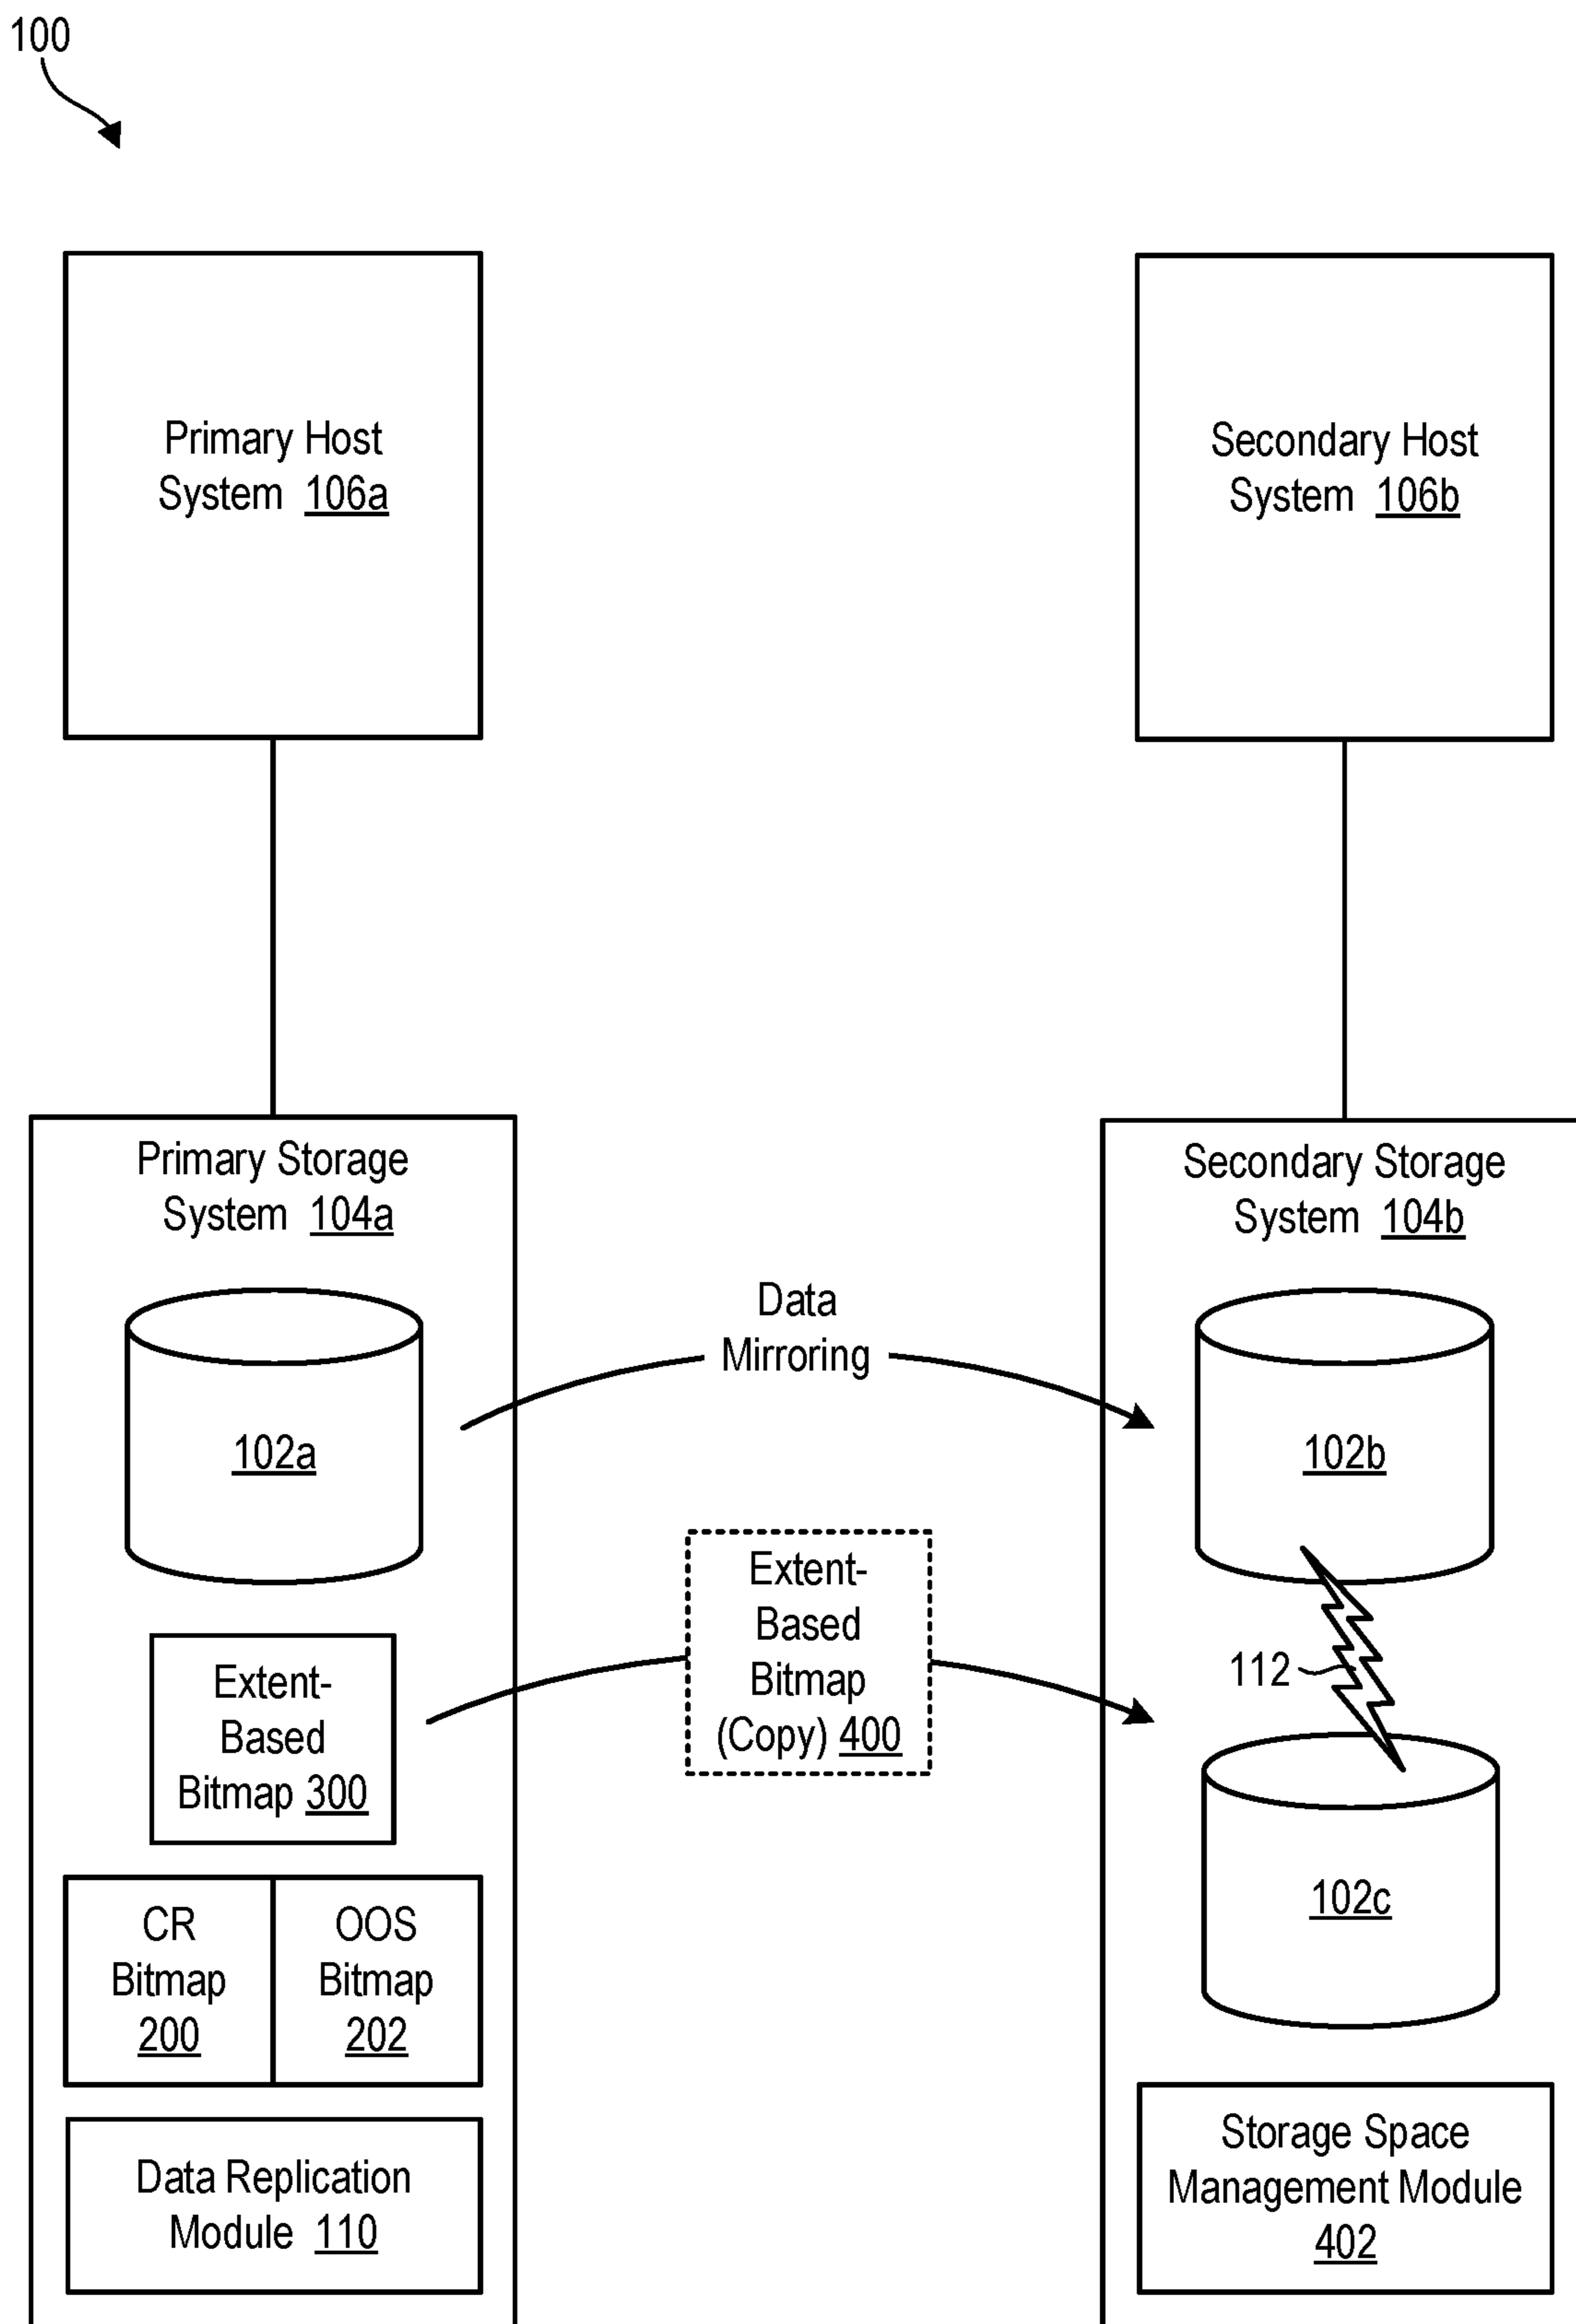 100
Primary Host
System 106a
Secondary Host
System 106b
Primary Storage
System 104a
Secondary Storage
System 104b
Data
Mirroring
102a
102b
Extent-
Based
Bitmap
(Copy) 400
Extent-
Based
Bitmap 300
112
102c
CR
Bitmap
200
OOS
Bitmap
202
Data Replication
Module 110
Storage Space
Management Module
402